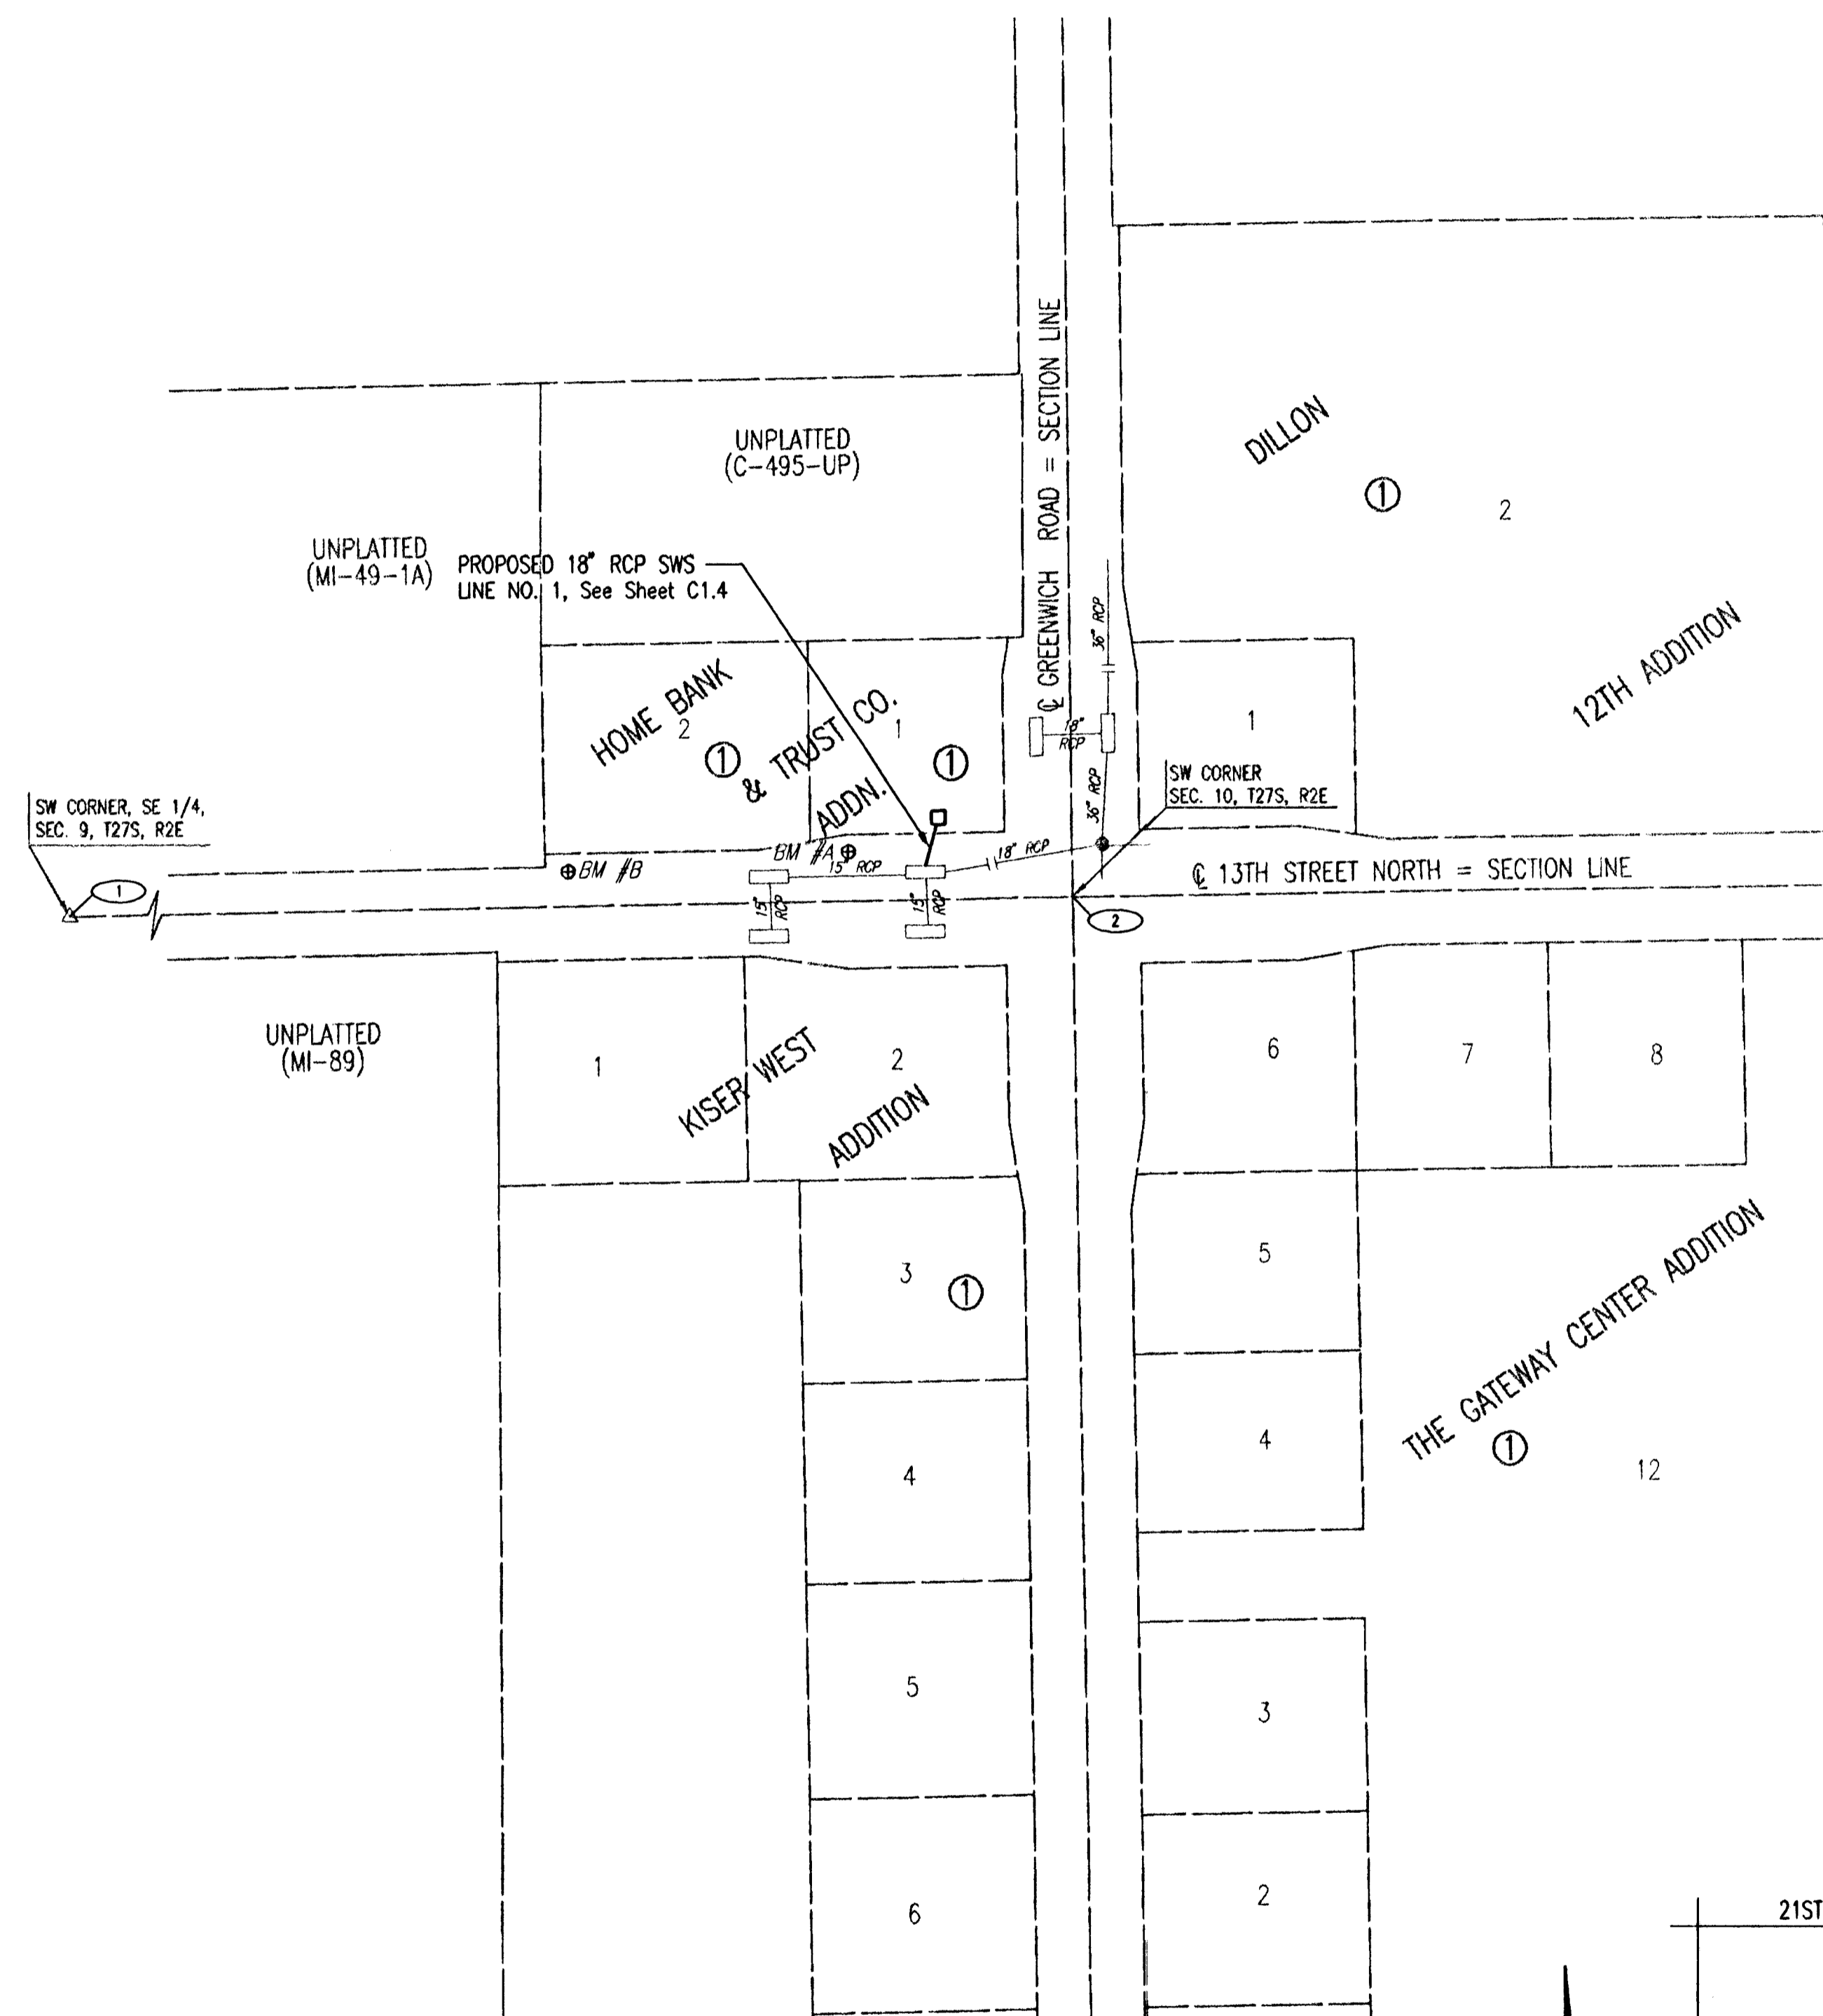 ℄ GREENWICH ROAD = SECTION LINE
DILLON
1
2
12TH ADDITION
UNPLATTED
(C-495-UP)
UNPLATTED
(MI-49-1A)
PROPOSED 18" RCP SWS
LINE NO. 1, See Sheet C1.4
36" RCP
18"
RCP
36" RCP
1
HOME BANK
2
1
& TRUST CO.
1
1
ADDN.
SW CORNER
SEC. 10, T27S, R2E
SW CORNER, SE 1/4,
SEC. 9, T27S, R2E
1
BM #B
BM #A
15" RCP
18" RCP
15"
RCP
15"
RCP
℄ 13TH STREET NORTH = SECTION LINE
2
UNPLATTED
(MI-89)
1
KISER WEST
2
ADDITION
6
7
8
3
1
5
THE GATEWAY CENTER ADDITION
1
12
4
4
5
3
6
2
21ST